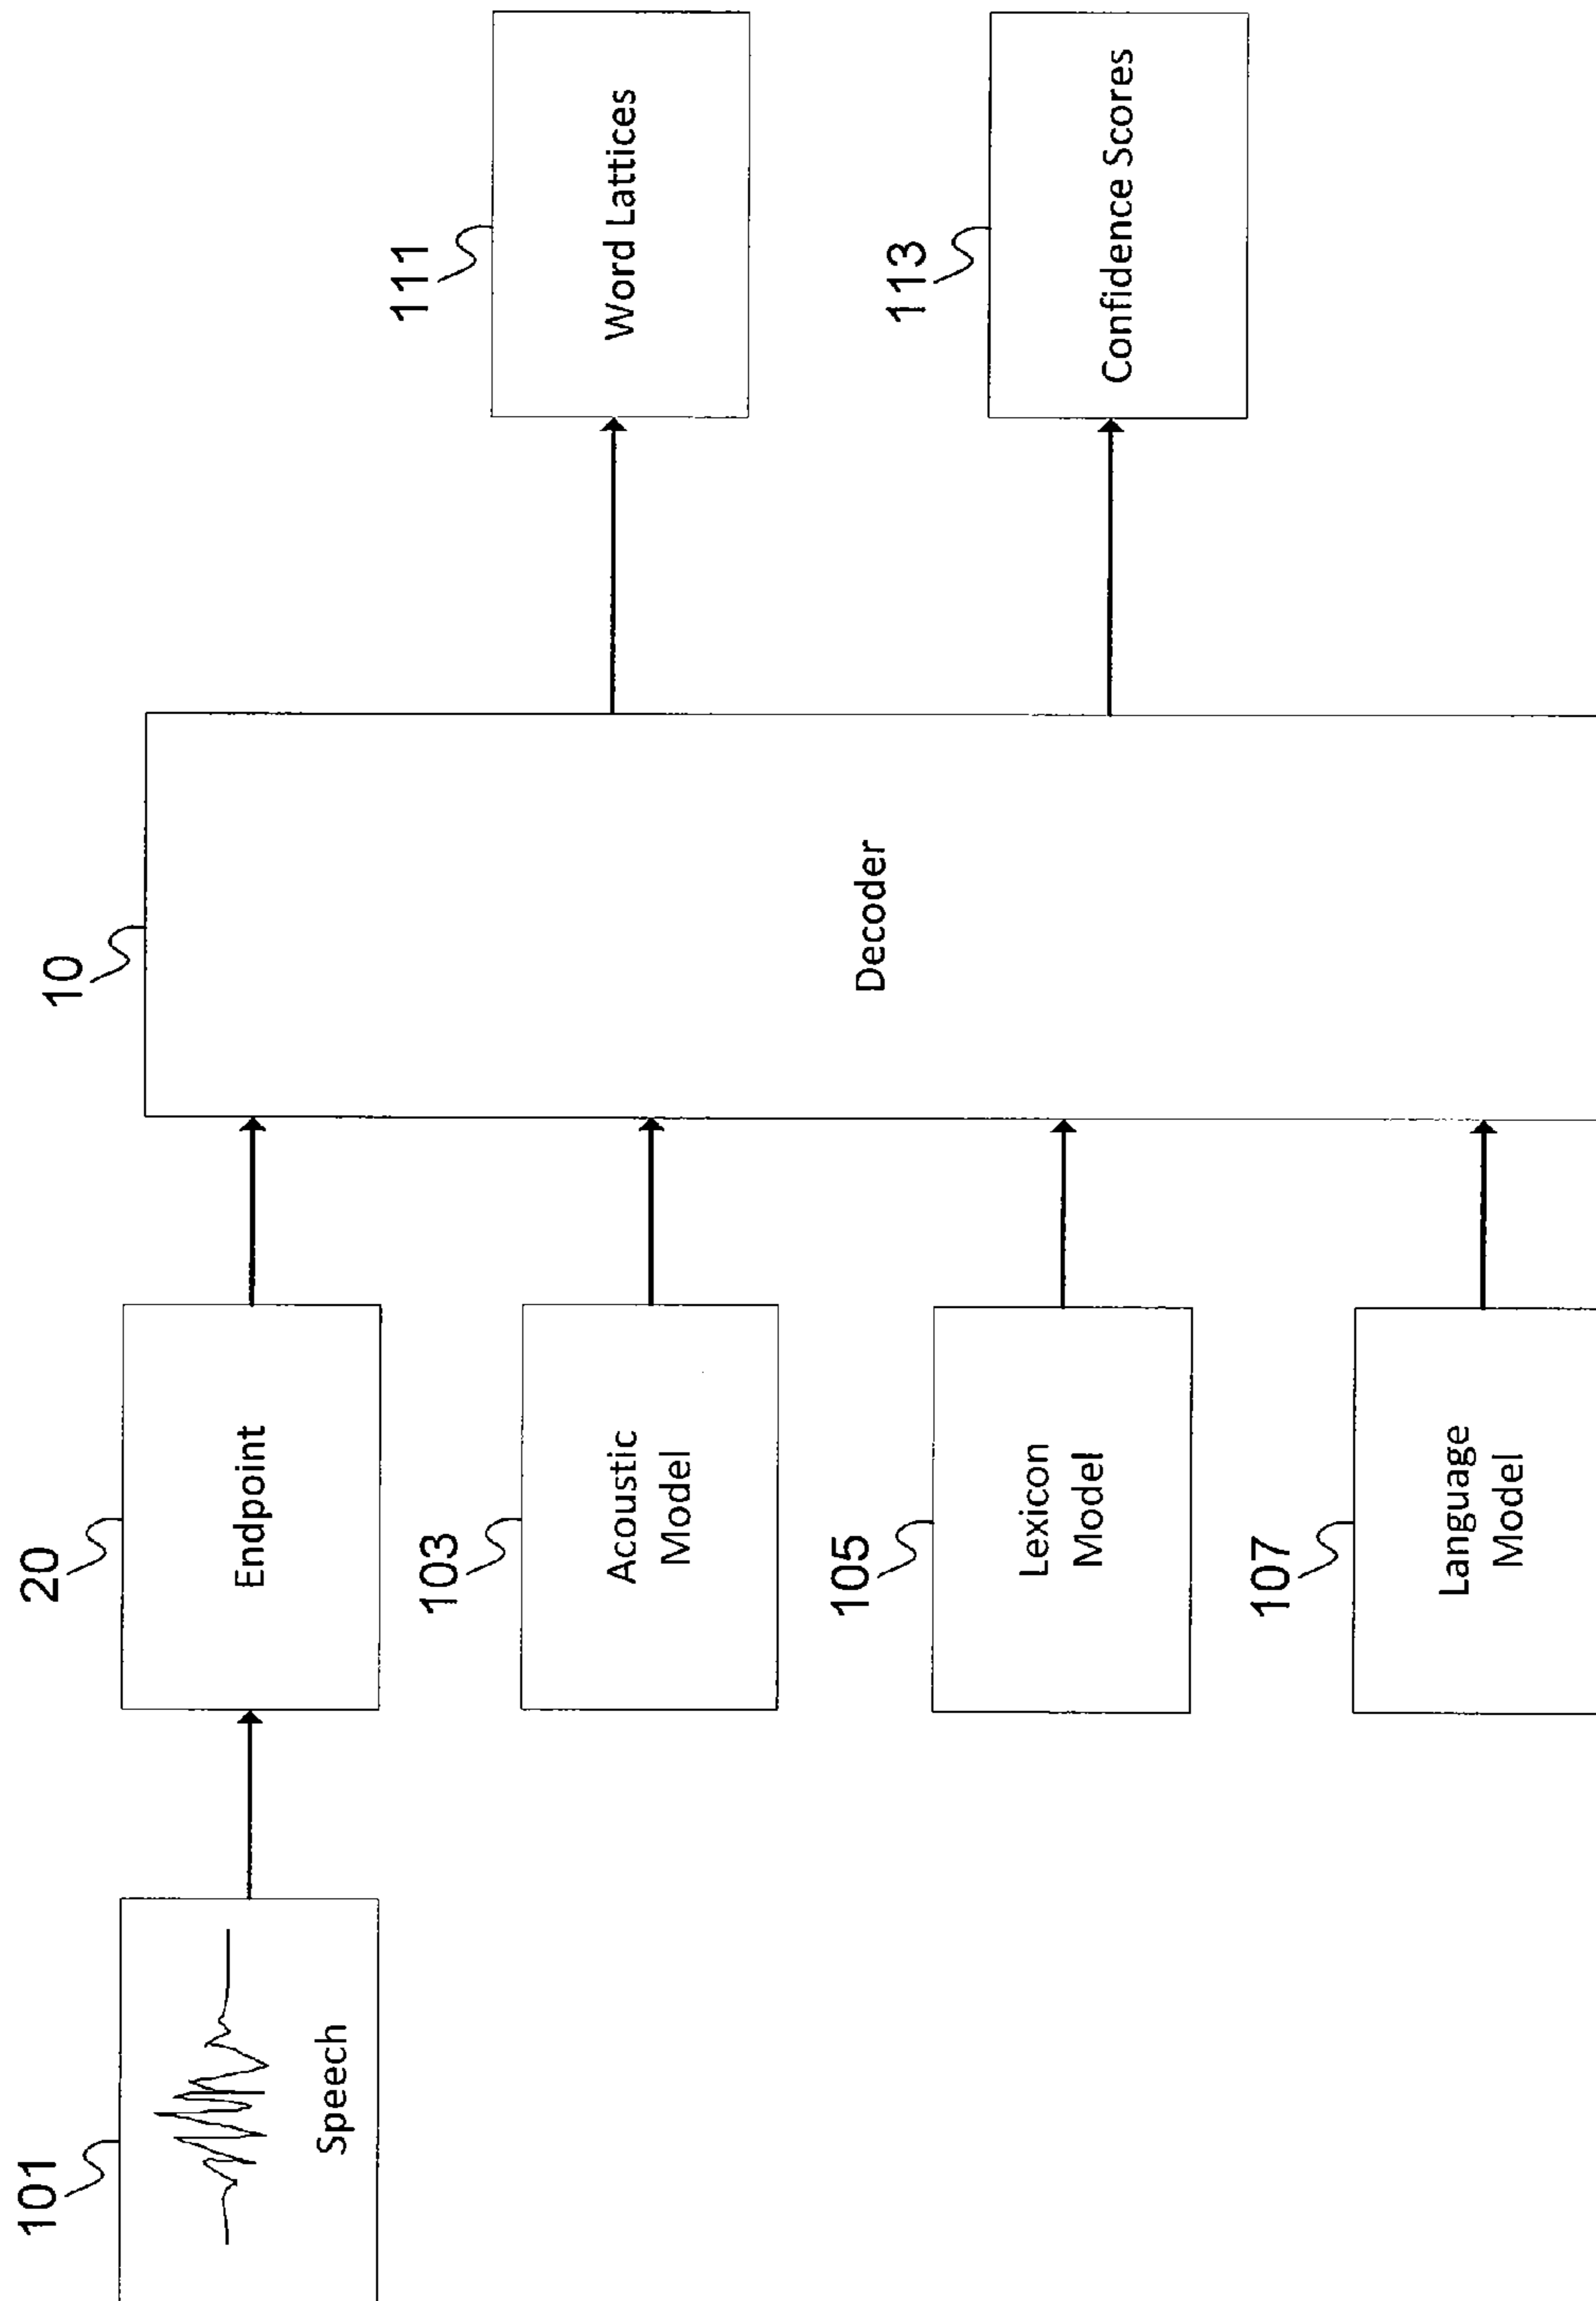 101
Speech
20
Endpoint
103
Acoustic
Model
105
Lexicon
Model
107
Language
Model
10
Decoder
111
Word Lattices
113
Confidence Scores